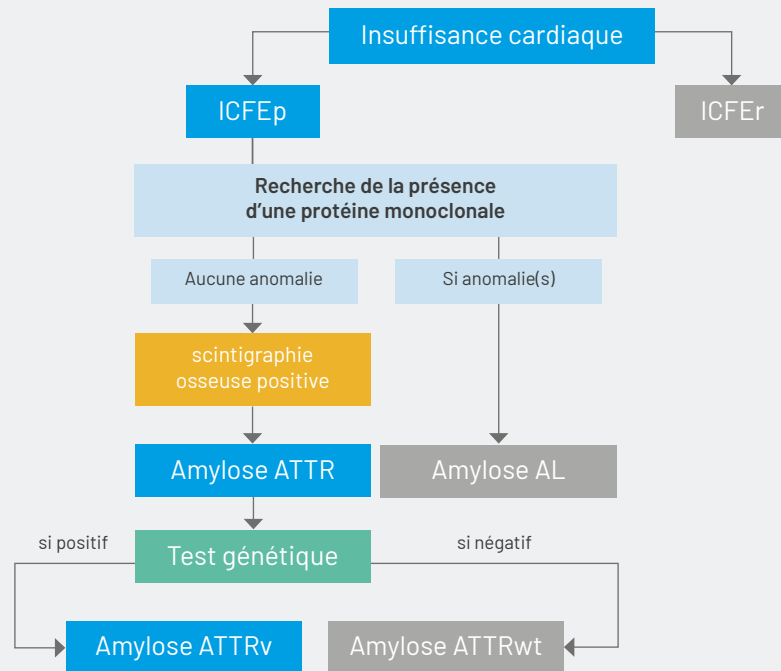 Insuffisance cardiaque
ICFEp
ICFEr
Recherche de la présence
d'une protéine monoclonale
Aucune anomalie
Si anomalie(s)
scintigraphie
osseuse positive
Amylose ATTR
Amylose AL
si positif
Test génétique
si négatif
Amylose ATTRv
Amylose ATTRwt